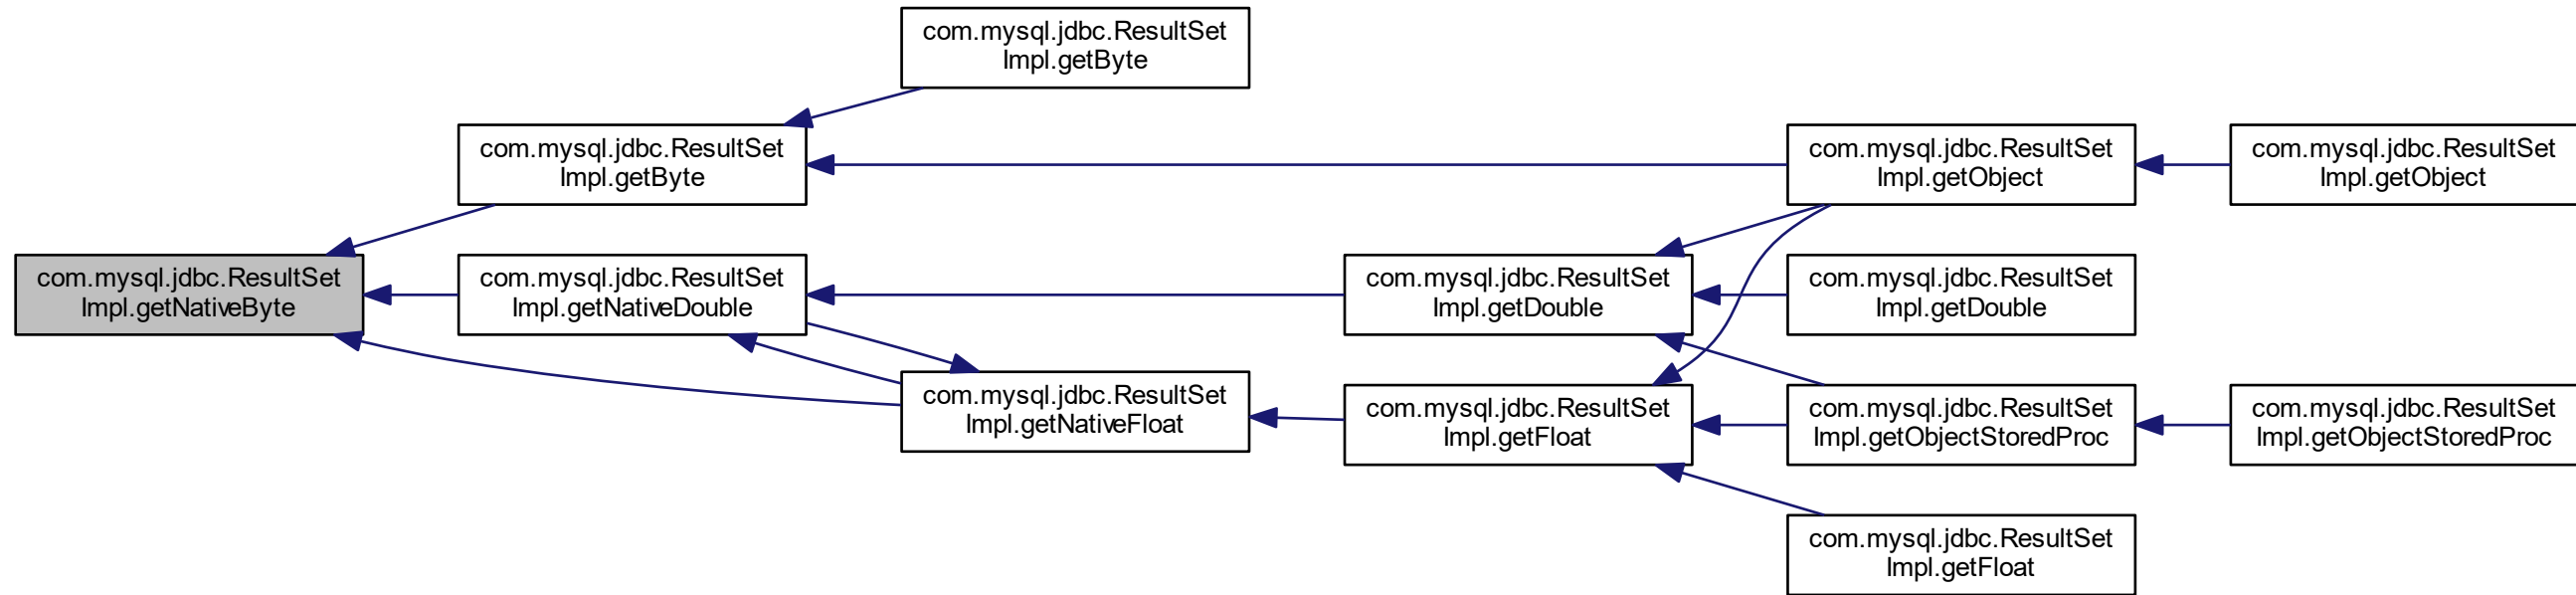 com.mysql.jdbc.ResultSet
Impl.getByte
com.mysql.jdbc.ResultSet
Impl.getByte
com.mysql.jdbc.ResultSet
Impl.getObject
com.mysql.jdbc.ResultSet
Impl.getObject
com.mysql.jdbc.ResultSet
Impl.getNativeByte
com.mysql.jdbc.ResultSet
Impl.getNativeDouble
com.mysql.jdbc.ResultSet
Impl.getDouble
com.mysql.jdbc.ResultSet
Impl.getDouble
com.mysql.jdbc.ResultSet
Impl.getNativeFloat
com.mysql.jdbc.ResultSet
Impl.getFloat
com.mysql.jdbc.ResultSet
Impl.getObjectStoredProc
com.mysql.jdbc.ResultSet
Impl.getObjectStoredProc
com.mysql.jdbc.ResultSet
Impl.getFloat